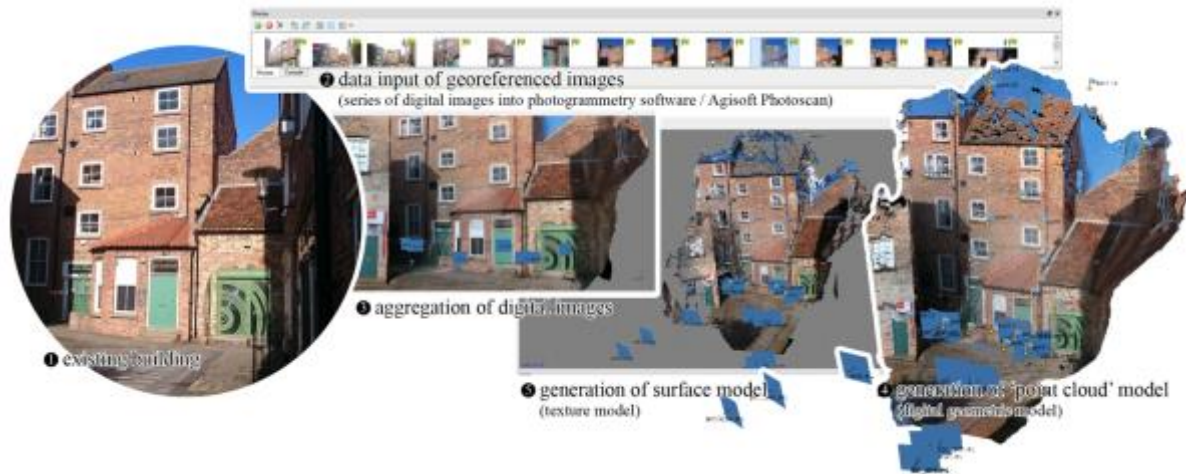 ❷ data input of georeferenced images
(series of digital images into photogrammetry software / Agisoft Photoscan)
❸ aggregation of digital images
❶ existing building
❺ generation of surface model
(texture model)
❹ generation of 'point cloud' model
(digital geometric model)